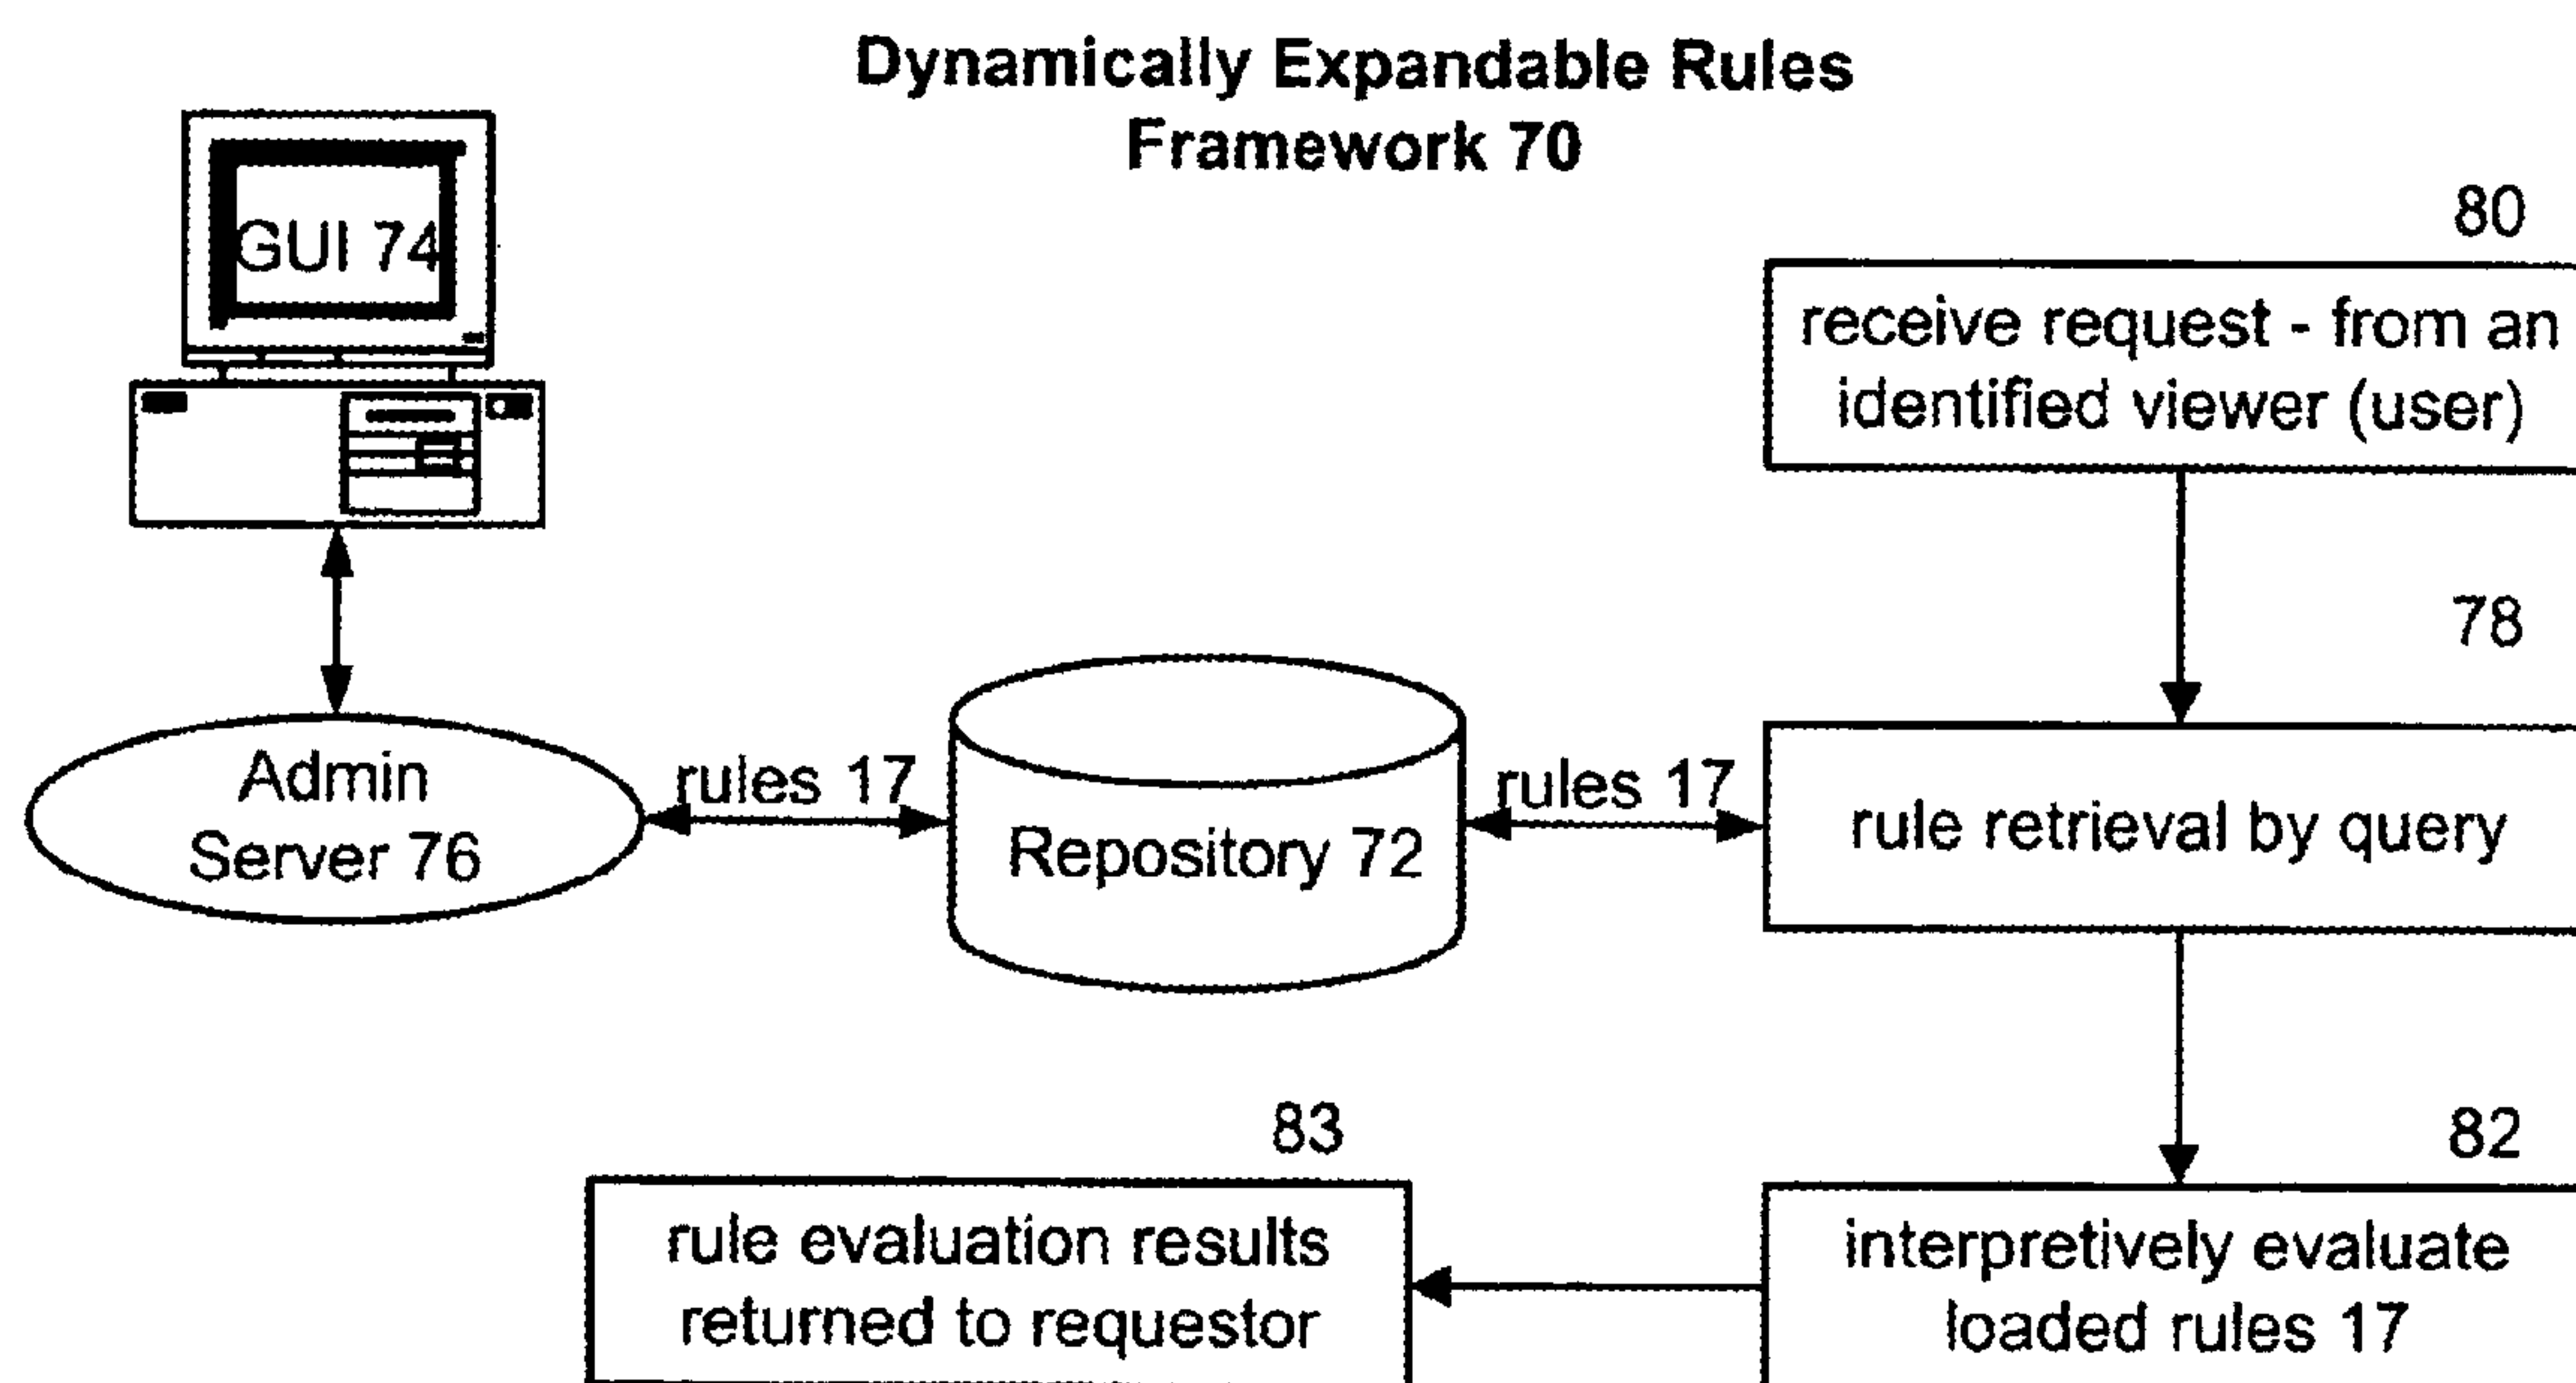 Dynamically Expandable Rules
Framework 70
GUI 74
80
receive request - from an
identified viewer (user)
78
Admin
Server 76
rules 17
Repository 72
rules 17
rule retrieval by query
83
rule evaluation results
returned to requestor
82
interpretively evaluate
loaded rules 17